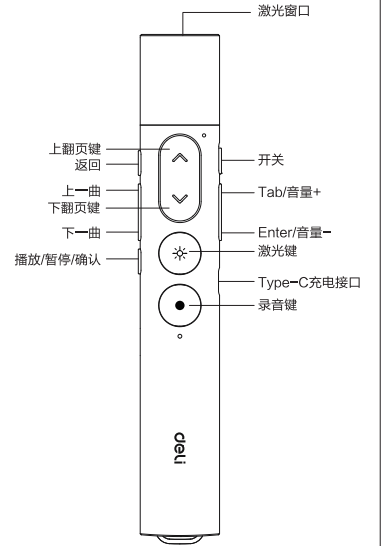 激光窗口
上翻页键
返回
开关
上一曲
Tab/音量+
下翻页键
下一曲
Enter/音量-
激光键
播放/暂停/确认
Type-C充电接口
录音键
deli